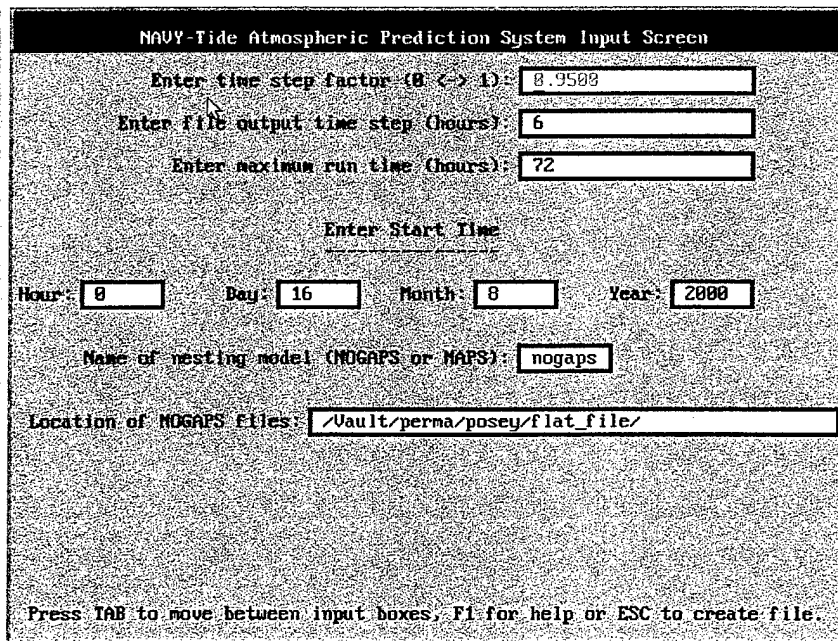 NAVY-Tide Atmospheric Prediction System Input Screen
Enter time step factor (0 <-> 1): 0.9500
Enter file output time step (hours): 6
Enter maximum run time (hours): 72
Enter Start Time
Hour: 0 Day: 16 Month: 8 Year: 2000
Name of nesting model (NOGAPS or MAPS): nogaps
Location of NOGAPS files: /Vault/perma/posey/flat_file/
Press TAB to move between input boxes, F1 for help or ESC to create file.